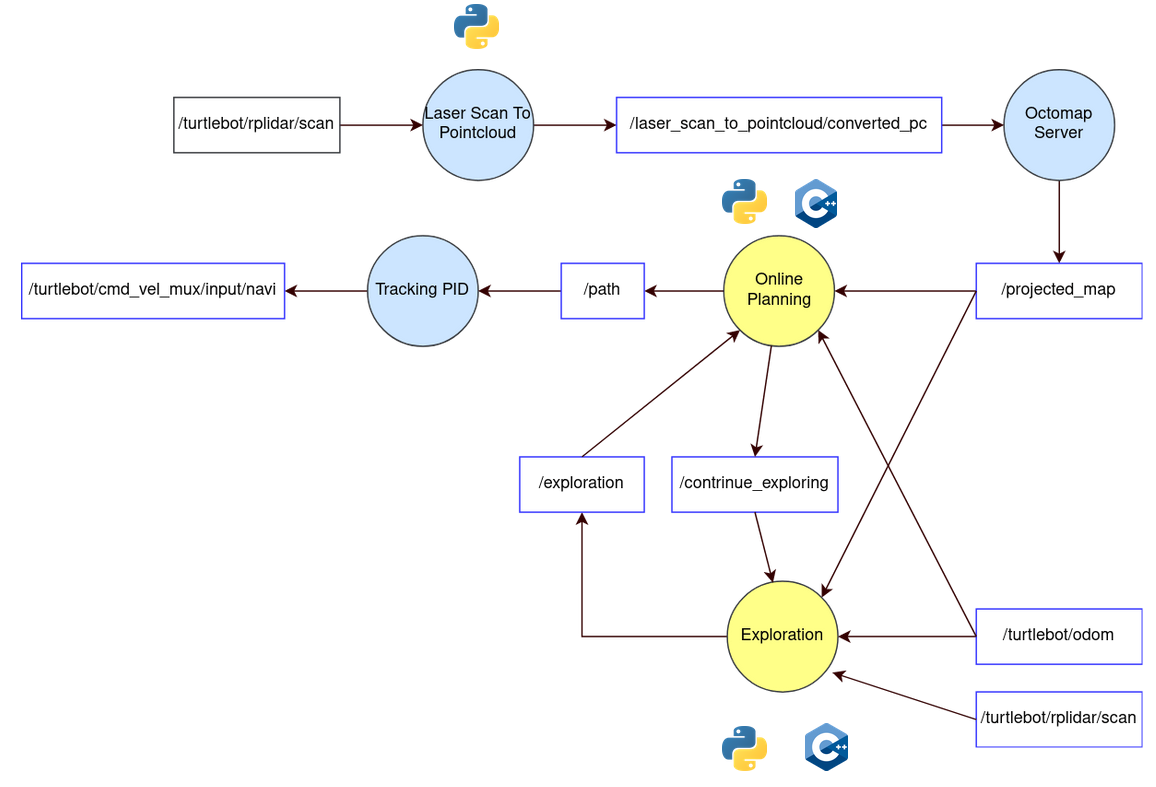 /turtlebot/rplidar/scan
Laser Scan To
Pointcloud
/laser_scan_to_pointcloud/converted_pc
Octomap
Server
/turtlebot/cmd_vel_mux/input/navi
Tracking PID
/path
Online
Planning
/projected_map
/exploration
/contrinue_exploring
Exploration
/turtlebot/odom
/turtlebot/rplidar/scan
C++
C++